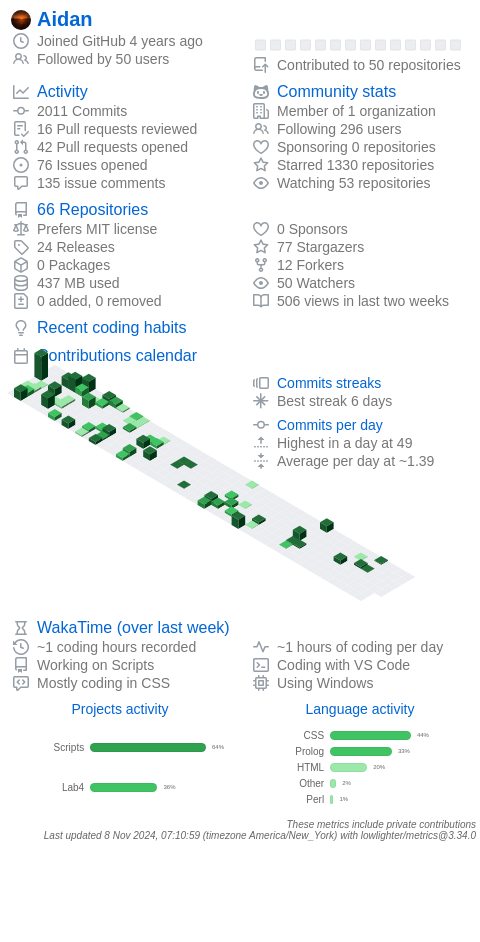 Aidan
Joined GitHub 4 years ago
Followed by 50 users
Contributed to 50 repositories
Activity
2011 Commits
16 Pull requests reviewed
42 Pull requests opened
76 Issues opened
135 issue comments
Community stats
Member of 1 organization
Following 296 users
Sponsoring 0 repositories
Starred 1330 repositories
Watching 53 repositories
66 Repositories
Prefers MIT license
24 Releases
0 Packages
437 MB used
0 added, 0 removed
0 Sponsors
77 Stargazers
12 Forkers
50 Watchers
506 views in last two weeks
Recent coding habits
Contributions calendar
Commits streaks
Best streak 6 days
Commits per day
Highest in a day at 49
Average per day at ~1.39
WakaTime (over last week)
~1 coding hours recorded
Working on Scripts
Mostly coding in CSS
~1 hours of coding per day
Coding with VS Code
Using Windows
Projects activity
Scripts 64%
Lab4 36%
Language activity
CSS 44%
Prolog 33%
HTML 20%
Other 2%
Perl 1%
These metrics include private contributions
Last updated 8 Nov 2024, 07:10:59 (timezone America/New_York) with lowlighter/metrics@3.34.0